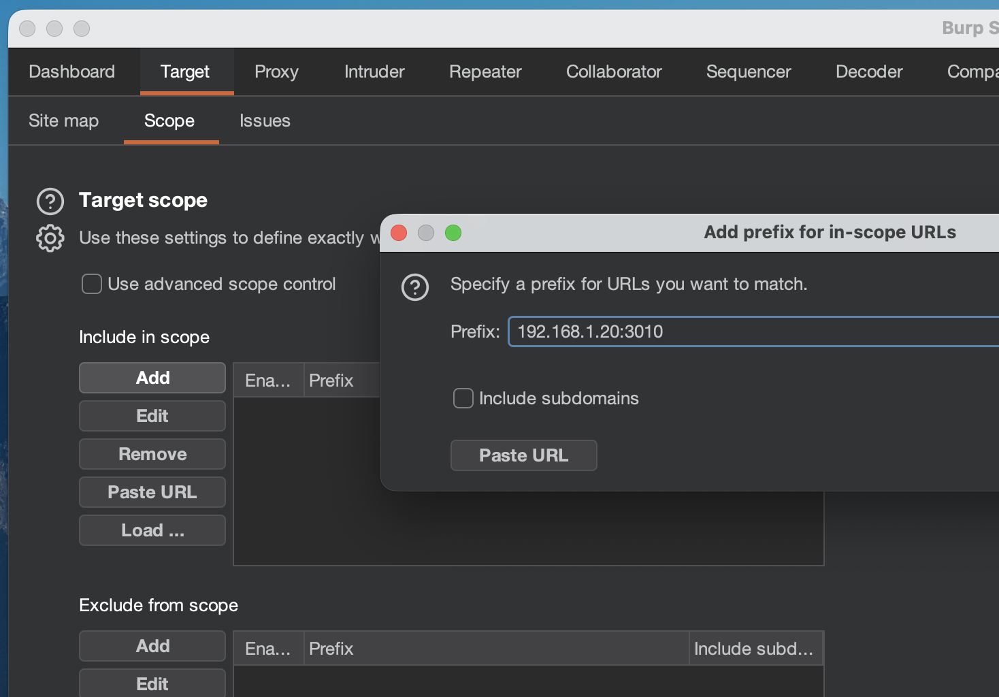 Burp S
Dashboard Target Proxy Intruder Repeater Collaborator Sequencer Decoder Compa
Site map Scope Issues
Target scope
Use these settings to define exactly w
Use advanced scope control
Add prefix for in-scope URLs
Specify a prefix for URLs you want to match.
Prefix: 192.168.1.20:3010
Include subdomains
Paste URL
Include in scope
Add
Edit
Remove
Paste URL
Load ...
Ena... Prefix
Exclude from scope
Add
Edit
Ena... Prefix Include subd...